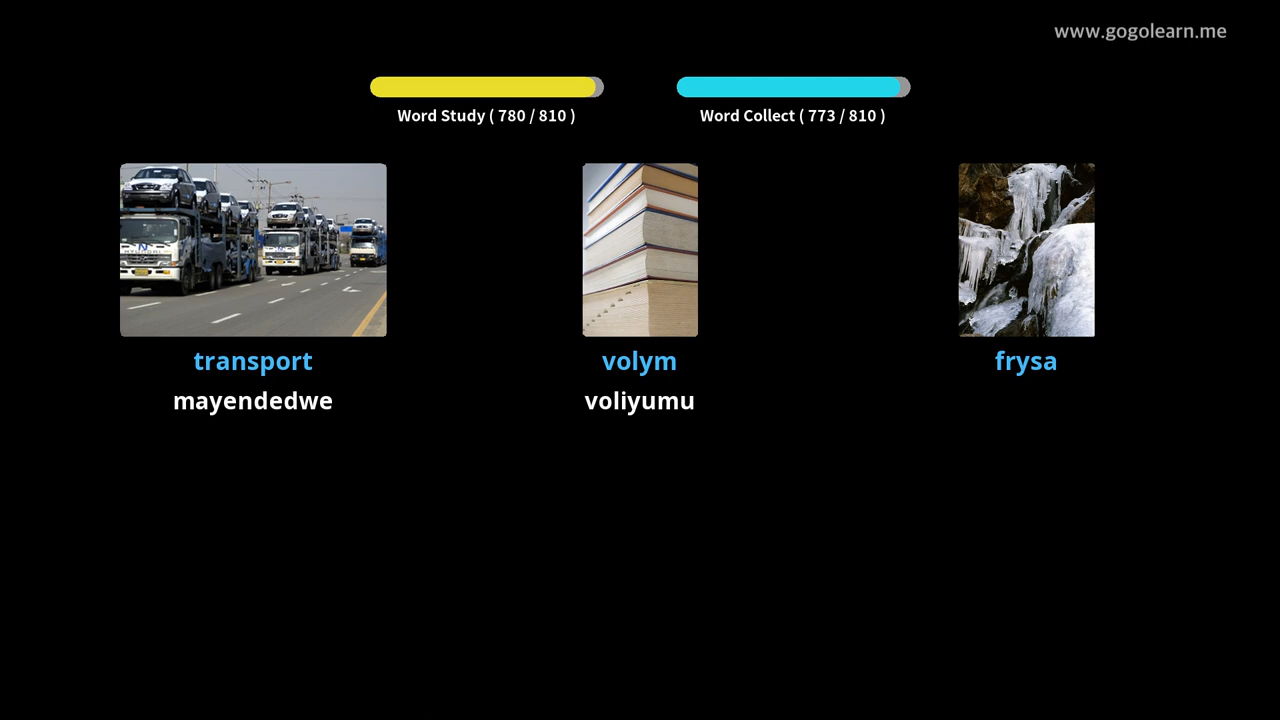 www.gogolearn.me
Word Study ( 780 / 810 )
Word Collect ( 773 / 810 )
transport
volym
frysa
mayendedwe
voliyumu